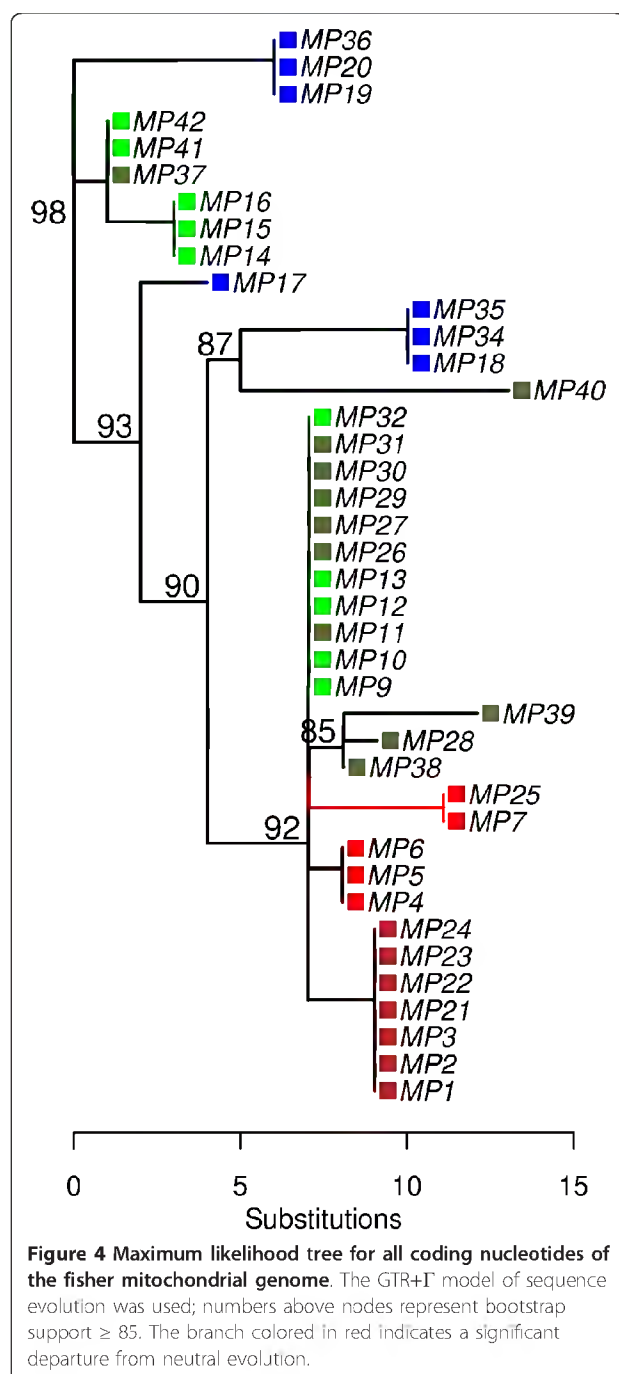 MP36
MP20
MP19
MP42
MP41
MP37
98
MP16
MP15
MP14
MP17
MP35
87
MP34
MP18
MP40
93
MP32
MP31
MP30
MP29
MP27
MP26
90
MP13
MP12
MP11
MP10
MP9
85
MP39
MP28
MP38
MP25
92
MP7
MP6
MP5
MP4
MP24
MP23
MP22
MP21
MP3
MP2
MP1
0 5 10 15
Substitutions
Figure 4 Maximum likelihood tree for all coding nucleotides of
the fisher mitochondrial genome. The GTR+Γ model of sequence
evolution was used; numbers above nodes represent bootstrap
support ≥ 85. The branch colored in red indicates a significant
departure from neutral evolution.